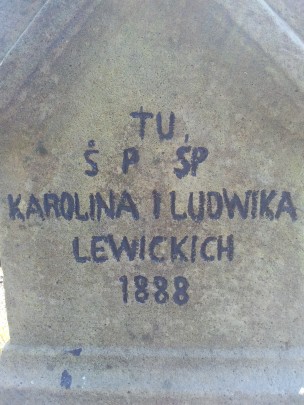 TU,
Ś P ŚP
KAROLINA I LUDWIKA
LEWICKICH
1888